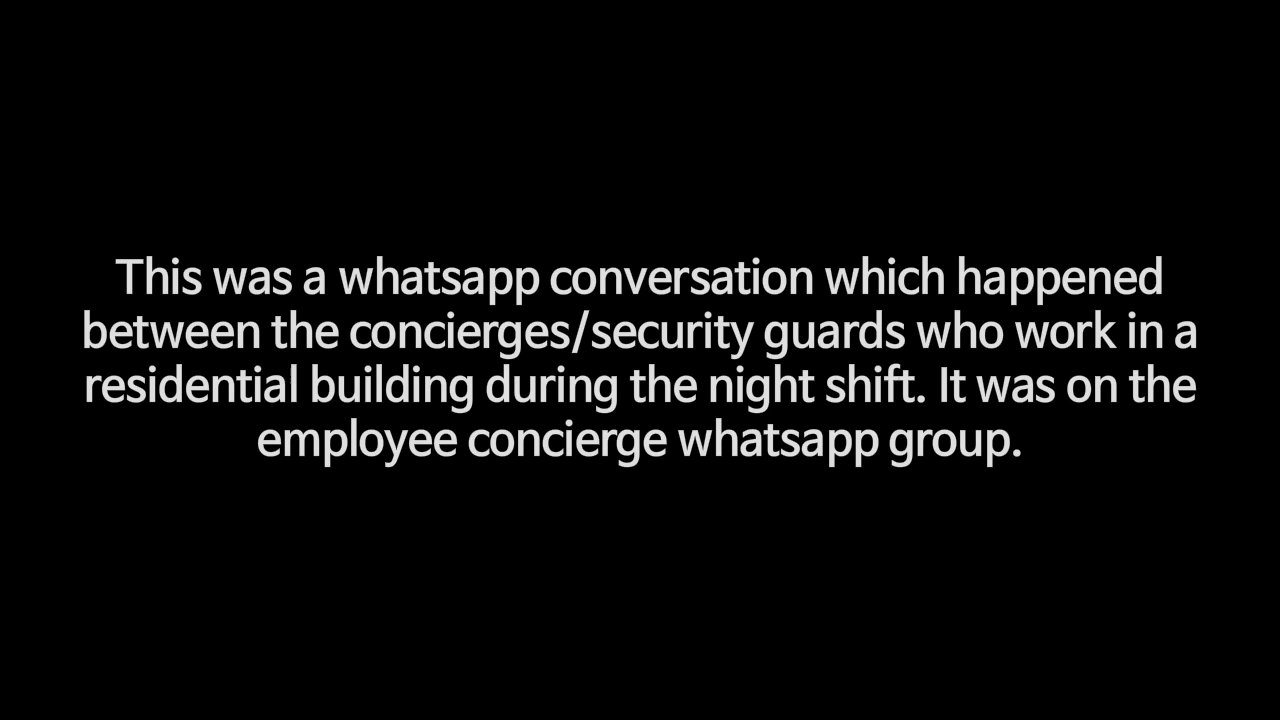 This was a whatsapp conversation which happened
between the concierges/security guards who work in a
residential building during the night shift. It was on the
employee concierge whatsapp group.